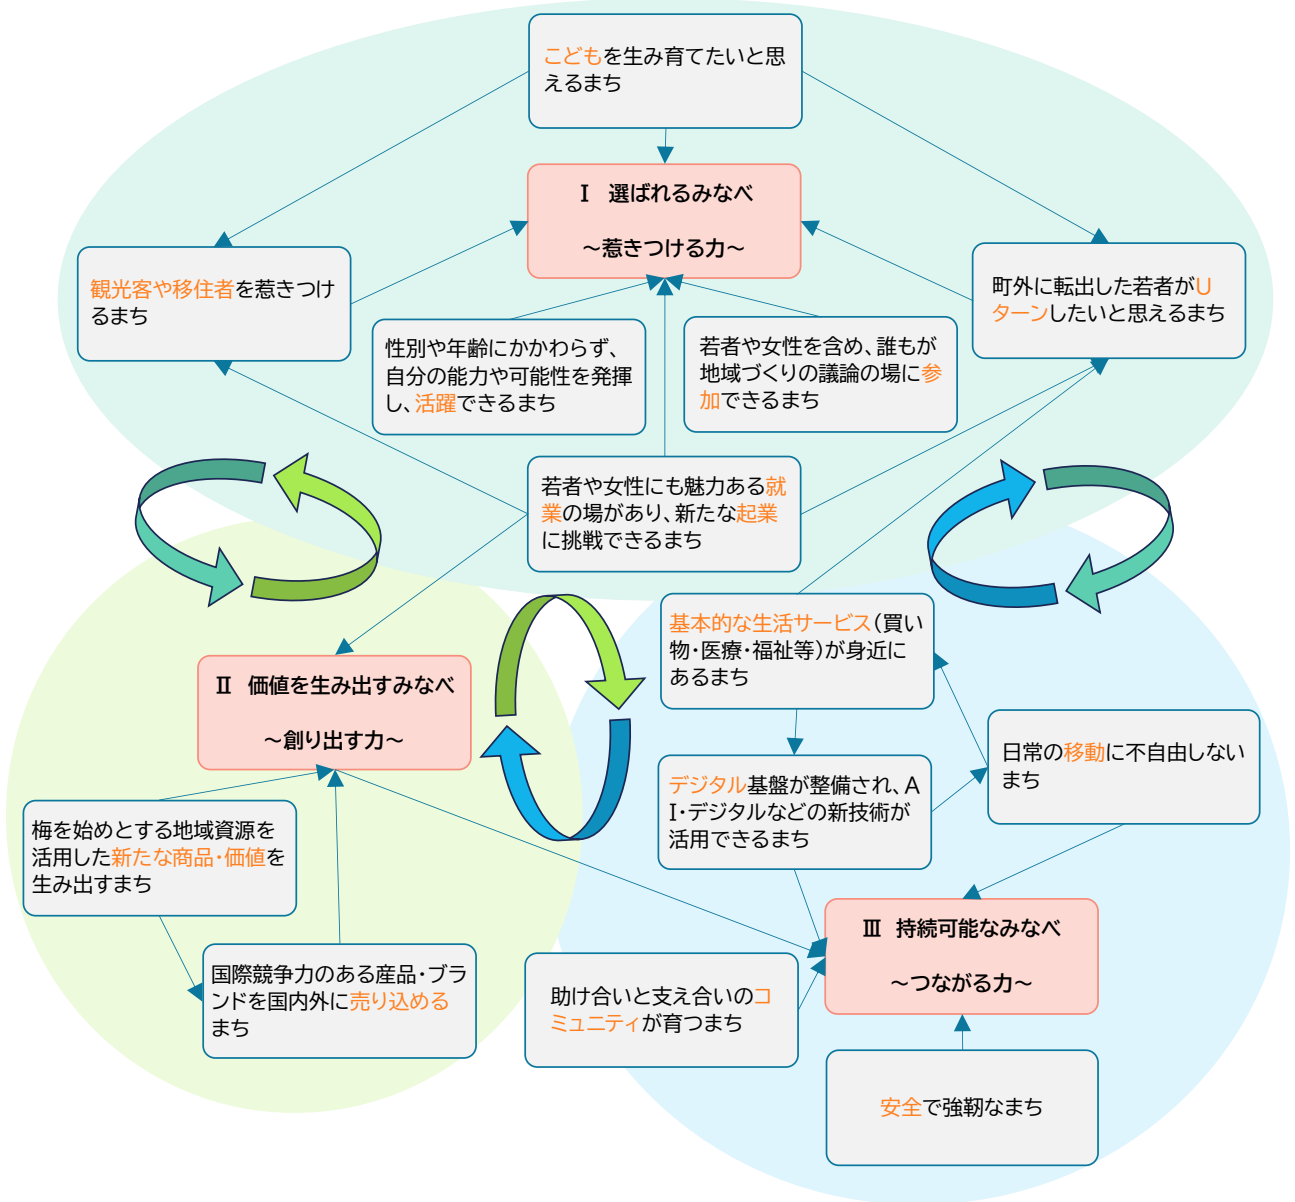 こどもを生み育てたいと思
えるまち
Ⅰ 選ばれるみなべ
～惹きつける力～
観光客や移住者を惹きつけ
るまち
町外に転出した若者がU
ターンしたいと思えるまち
性別や年齢にかかわらず、
自分の能力や可能性を発揮
し、活躍できるまち
若者や女性を含め、誰もが
地域づくりの議論の場に参
加できるまち
若者や女性にも魅力ある就
業の場があり、新たな起業
に挑戦できるまち
基本的な生活サービス（買い
物・医療・福祉等）が身近に
あるまち
Ⅱ 価値を生み出すみなべ
～創り出す力～
日常の移動に不自由しない
まち
デジタル基盤が整備され、A
I・デジタルなどの新技術が
活用できるまち
梅を始めとする地域資源を
活用した新たな商品・価値を
生み出すまち
Ⅲ 持続可能なみなべ
～つながる力～
国際競争力のある産品・ブラ
ンドを国内外に売り込める
まち
助け合いと支え合いのコ
ミュニティが育つまち
安全で強靭なまち